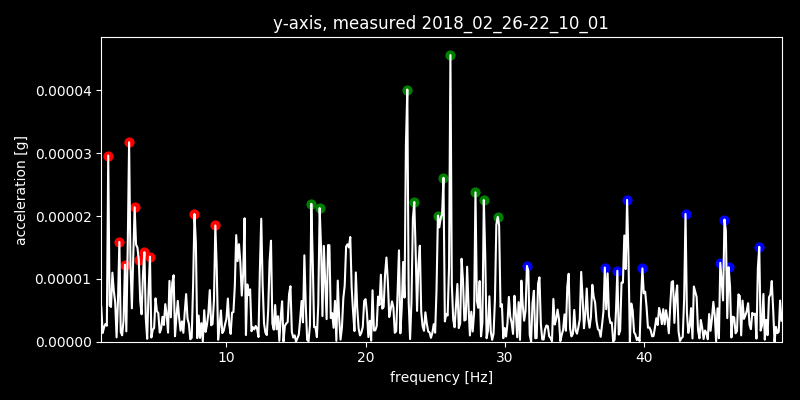 y-axis, measured 2018_02_26-22_10_01
0.00004
0.00003
0.00002
0.00001
0.00000
acceleration [g]
10 20 30 40
frequency [Hz]